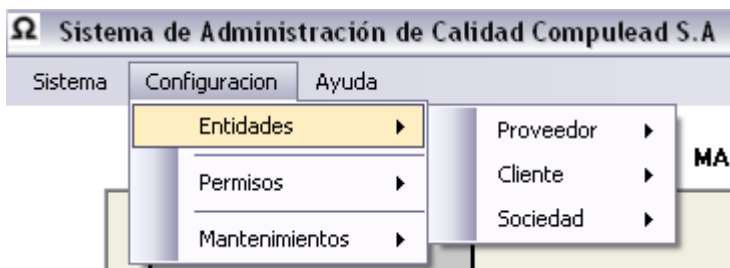 Ω Sistema de Administración de Calidad Compulead S.A
Sistema Configuracion Ayuda
Entidades
Proveedor
MA
Permisos
Cliente
Sociedad
Mantenimientos